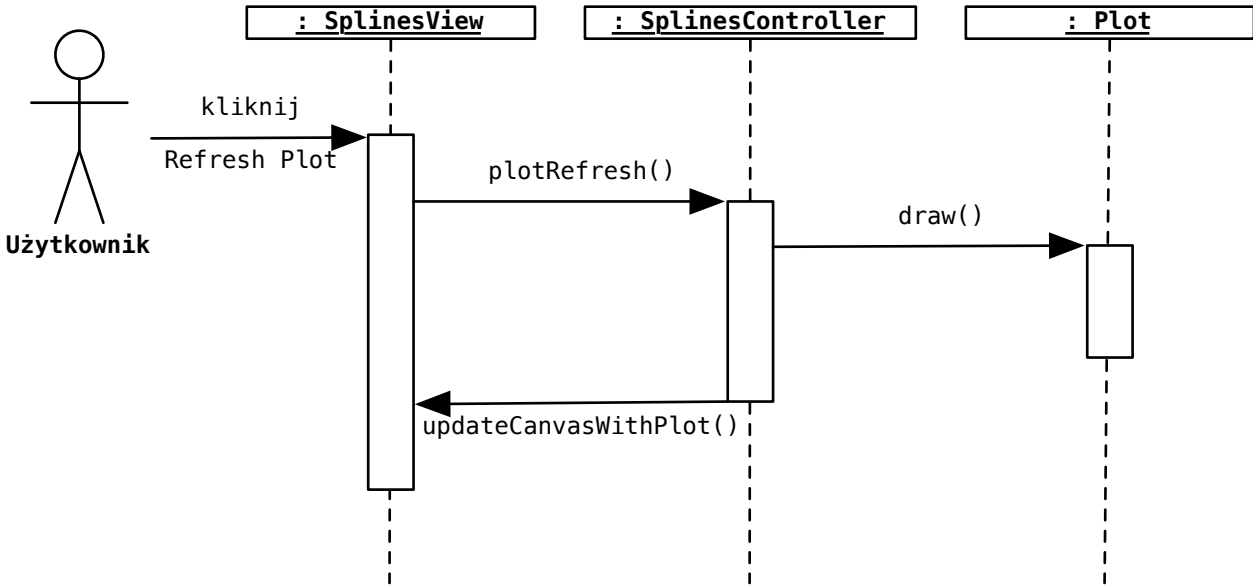 : SplinesView
: SplinesController
: Plot
kliknij
Refresh Plot
plotRefresh()
draw()
Użytkownik
updateCanvasWithPlot()